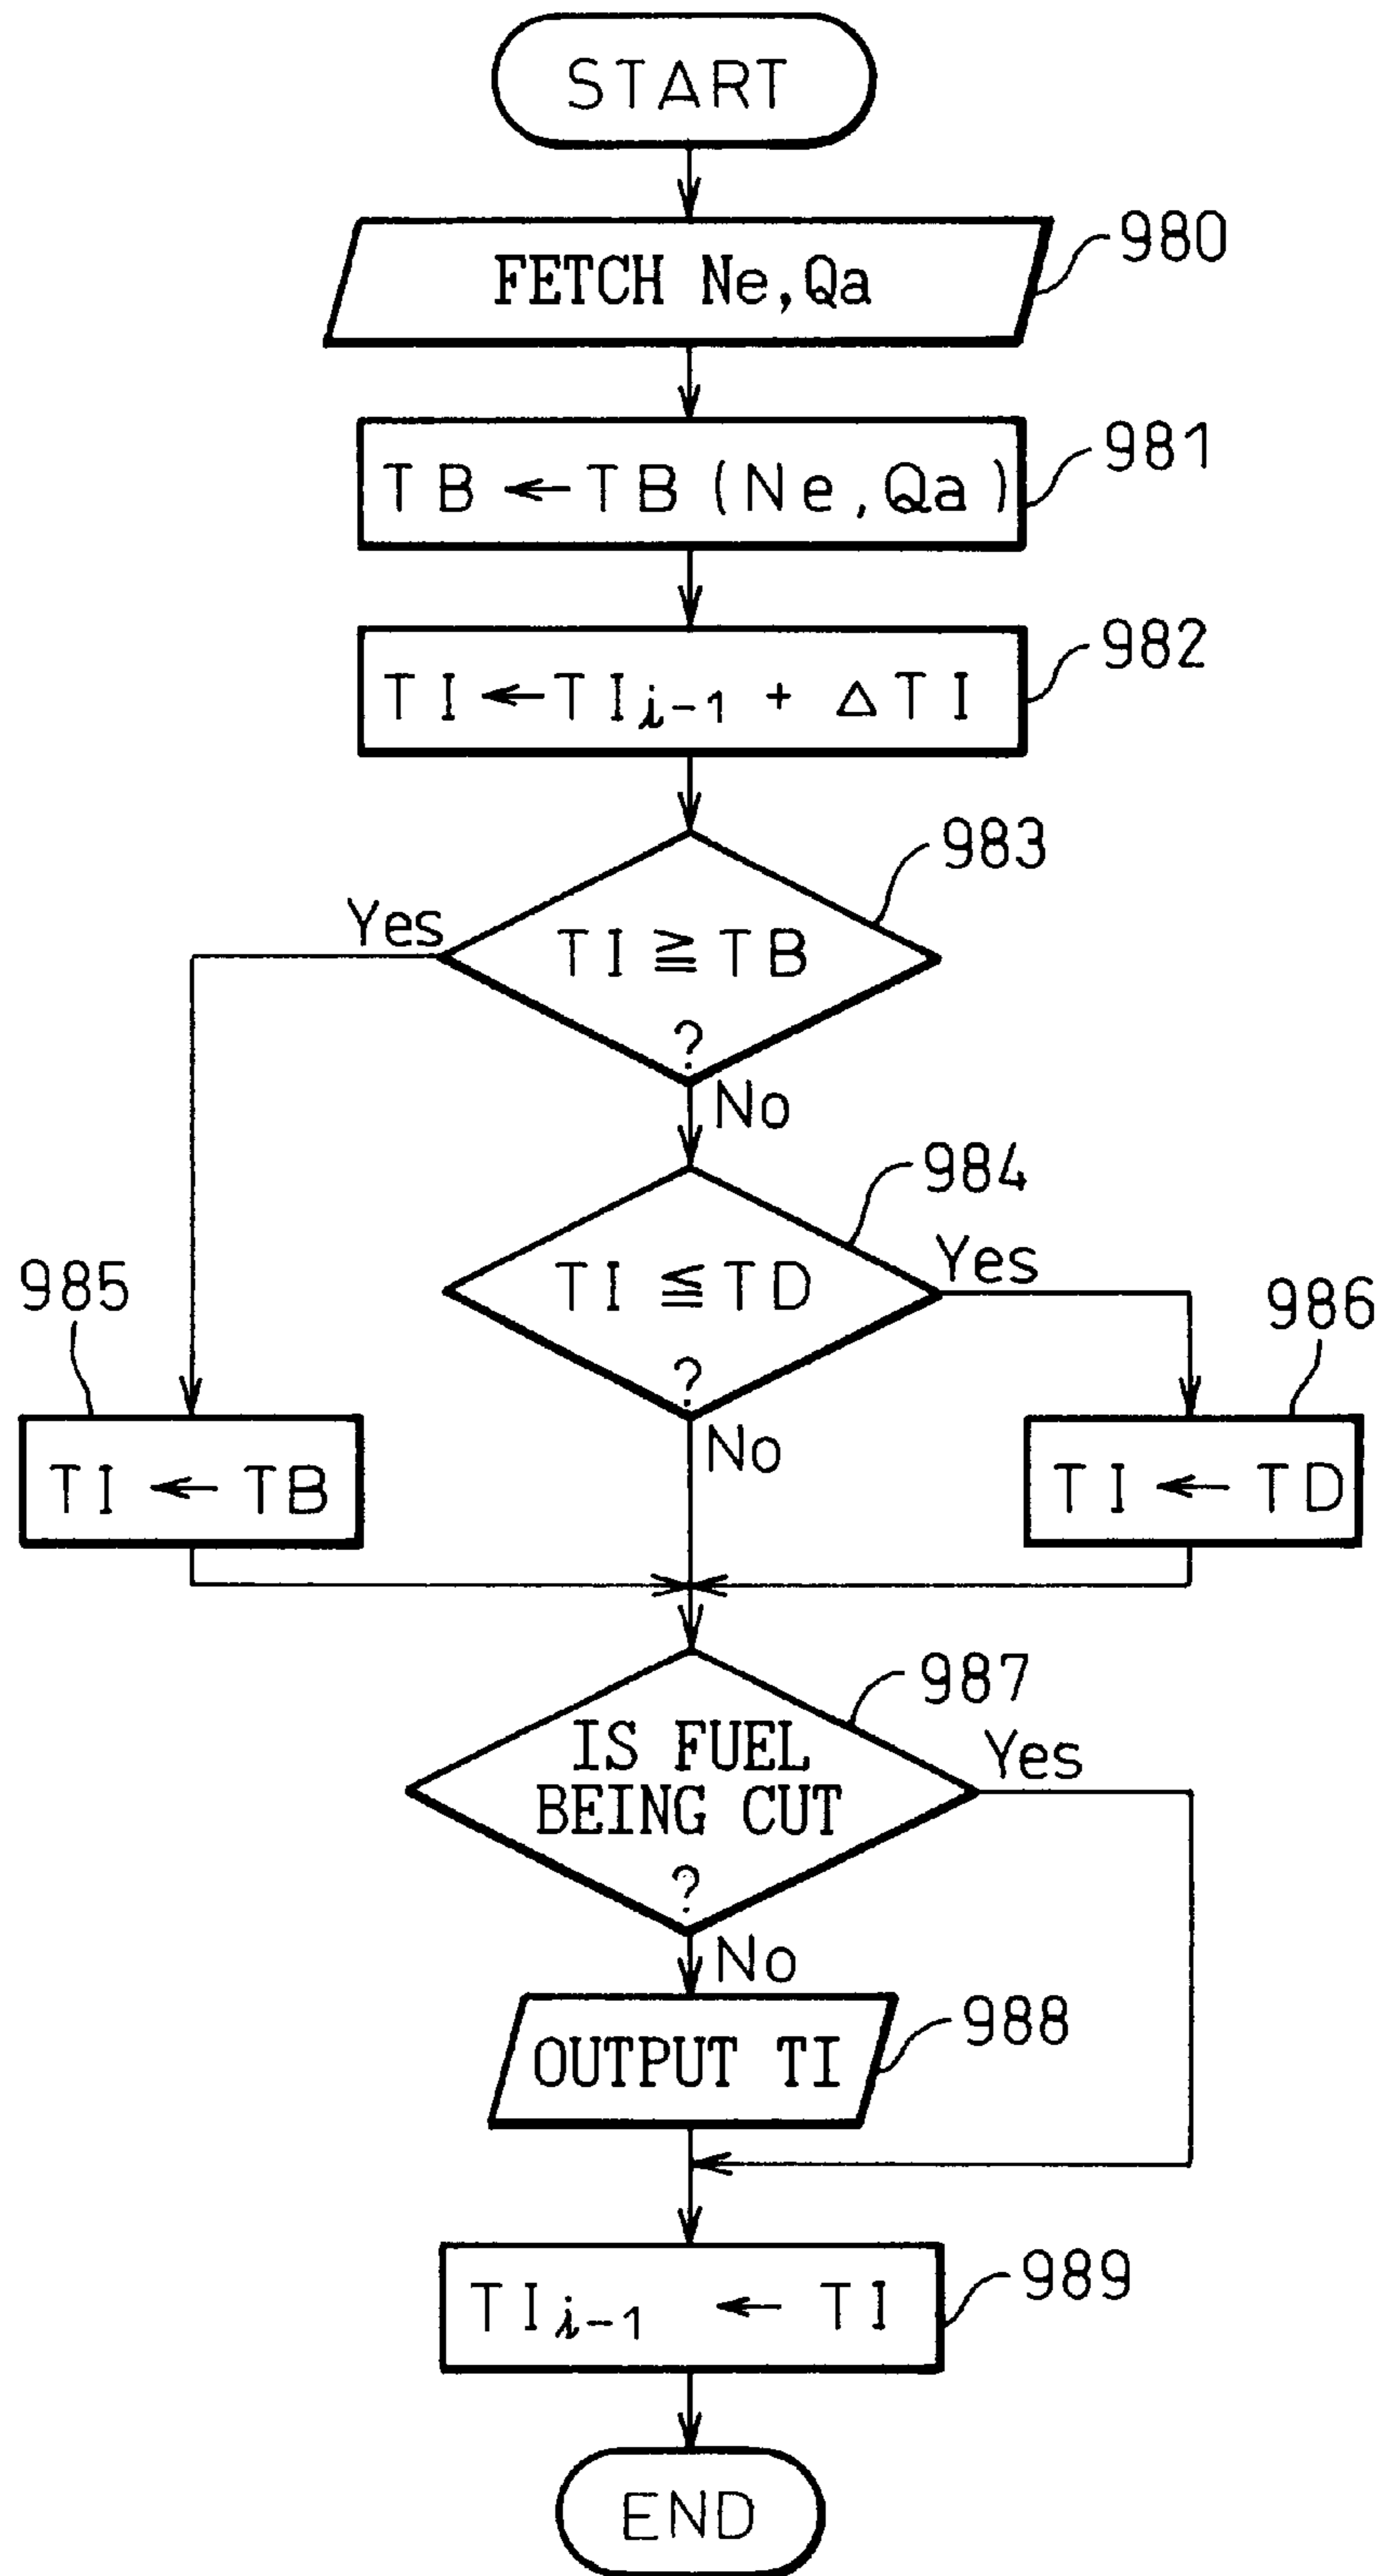 START
FETCH Ne,Qa
980
TB ← TB (Ne,Qa)
981
TI ← TIi-1 + △TI
982
983
Yes
TI ≧ TB
?
No
984
TI ≦ TD
Yes
?
No
985
TI ← TB
986
TI ← TD
987
IS FUEL
BEING CUT
?
Yes
No
OUTPUT TI
988
TIi-1 ← TI
989
END